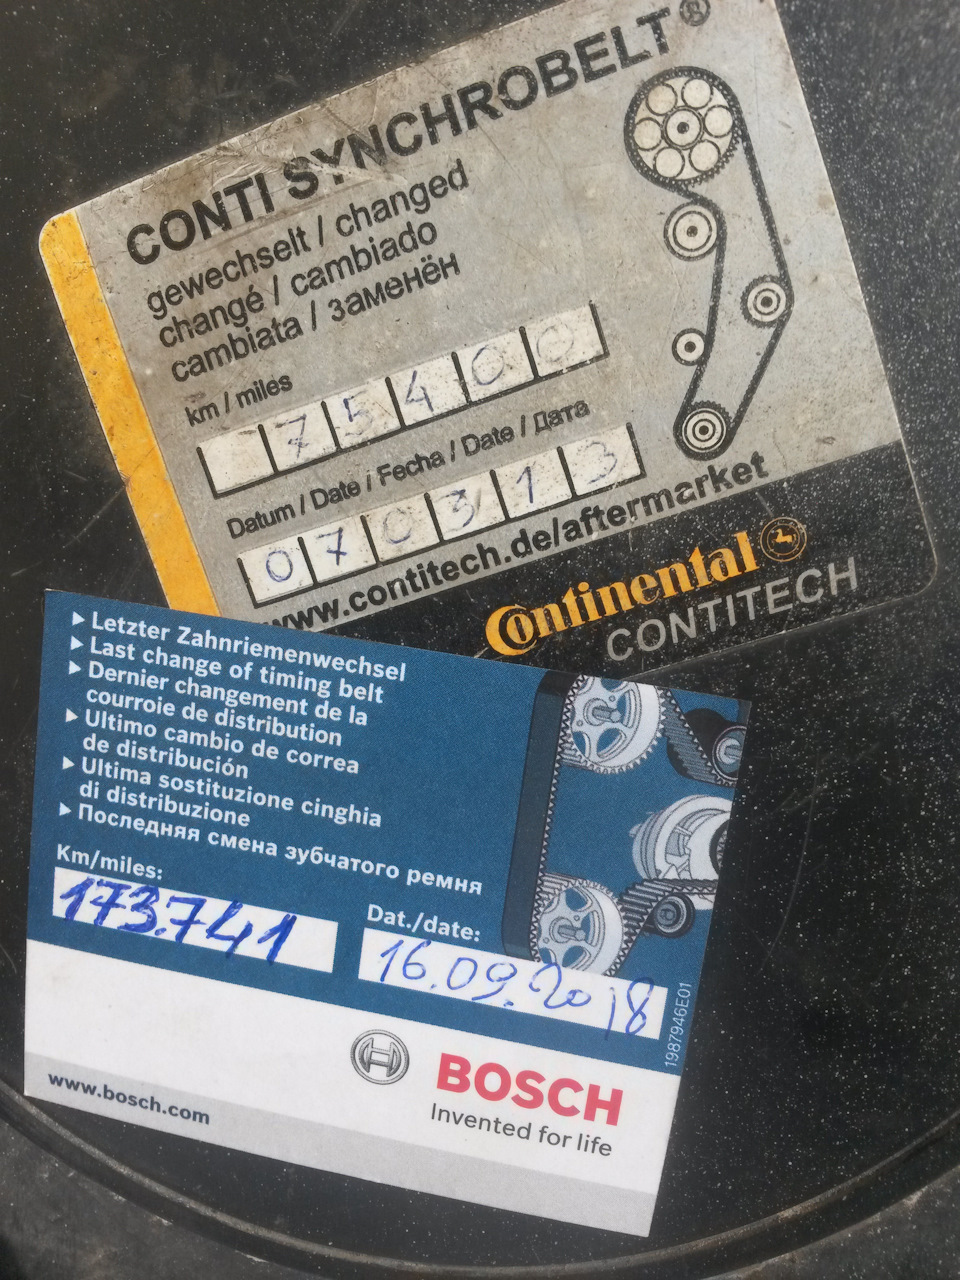 CONTI SYNCHROBELT®
gewechselt / changed
changé / cambiado
cambiata / заменён
km / miles
75400
Datum / Date / Fecha / Date / Дата
070313
www.contitech.de/aftermarket
Continental
CONTITECH
Letzter Zahnriemenwechsel
Last change of timing belt
Dernier changement de la
courroie de distribution
Ultimo cambio de correa
de distribución
Ultima sostituzione cinghia
di distribuzione
Последняя смена зубчатого ремня
Km/miles:
173.741
Dat./date:
16.09.2018
1987946E01
BOSCH
Invented for life
www.bosch.com